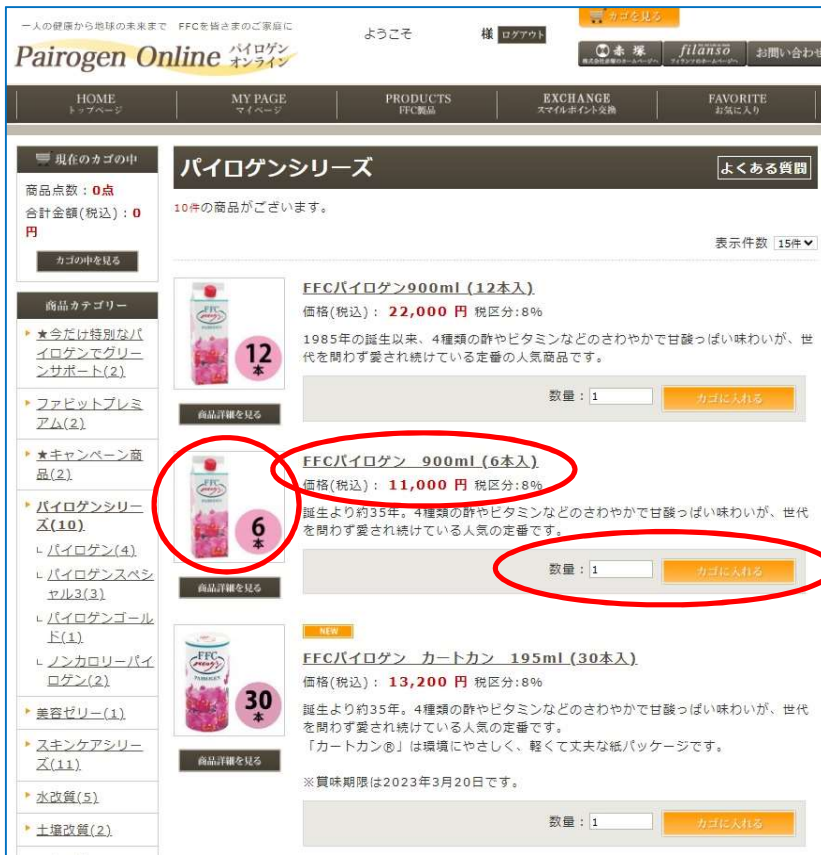 一人の健康から地球の未来まで FFCを皆さまのご家庭に
Pairogen Online パイロゲン オンライン
ようこそ 様 ログアウト
カゴを見る
赤塚
filanso
お問い合わせ
HOME
トップページ
MY PAGE
マイページ
PRODUCTS
FFC製品
EXCHANGE
スマイルポイント交換
FAVORITE
お気に入り
現在のカゴの中
商品点数：0点
合計金額(税込)：0
円
カゴの中を見る
商品カテゴリー
★今だけ特別なパ
イロゲンでグリー
ンサポート(2)
ファビットプレミ
アム(2)
★キャンペーン商
品(2)
パイロゲンシリー
ズ(10)
パイロゲン(4)
パイロゲンスペシ
ャル3(3)
パイロゲンゴール
ド(1)
ノンカロリーパイ
ロゲン(2)
美容ゼリー(1)
スキンケアシリー
ズ(11)
水改質(5)
土壌改質(2)
パイロゲンシリーズ
よくある質問
10件の商品がございます。
表示件数 15件
FFC
12
本
商品詳細を見る
FFCパイロゲン900ml (12本入)
価格(税込)： 22,000 円 税区分:8%
1985年の誕生以来、4種類の酢やビタミンなどのさわやかで甘酸っぱい味わいが、世
代を問わず愛され続けている定番の人気商品です。
数量：1 カゴに入れる
FFC
6
本
商品詳細を見る
FFCパイロゲン 900ml (6本入)
価格(税込)： 11,000 円 税区分:8%
誕生より約35年。4種類の酢やビタミンなどのさわやかで甘酸っぱい味わいが、世代
を問わず愛され続けている人気の定番です。
数量：1 カゴに入れる
FFC
PAIROGEN
30
本
商品詳細を見る
NEW
FFCパイロゲン カートカン 195ml (30本入)
価格(税込)： 13,200 円 税区分:8%
誕生より約35年。4種類の酢やビタミンなどのさわやかで甘酸っぱい味わいが、世代
を問わず愛され続けている人気の定番です。
「カートカン®」は環境にやさしく、軽くて丈夫な紙パッケージです。
※賞味期限は2023年3月20日です。
数量：1 カゴに入れる